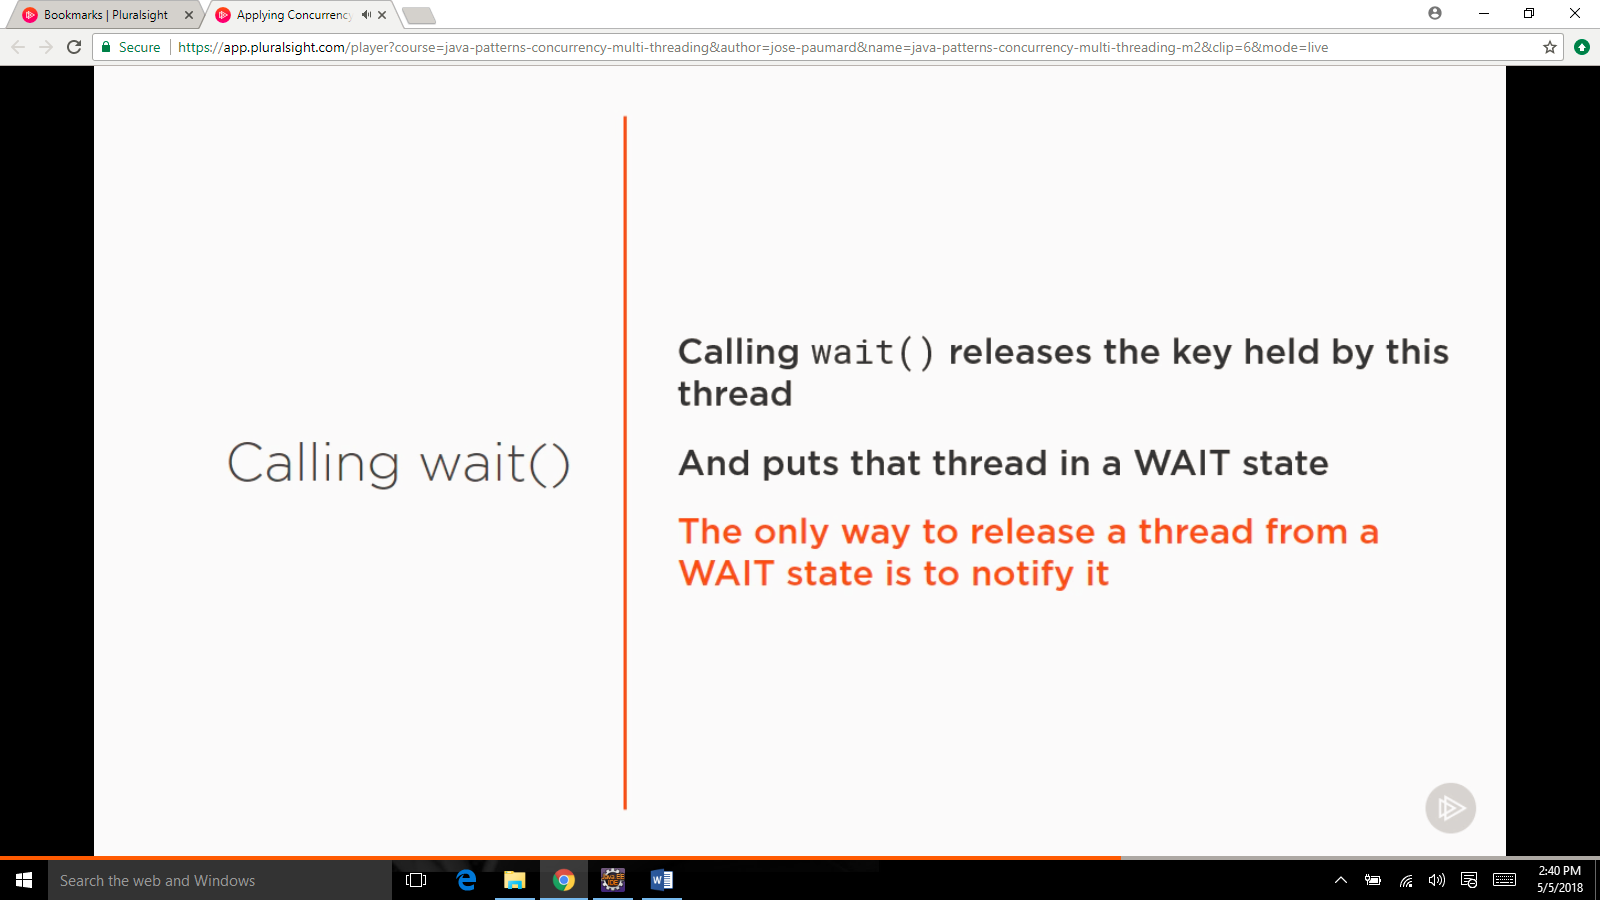 Bookmarks | Pluralsight
Applying Concurrency
Secure
https://app.pluralsight.com/player?course=java-patterns-concurrency-multi-threading&author=jose-paumard&name=java-patterns-concurrency-multi-threading-m2&clip=6&mode=live
Calling wait()
Calling wait() releases the key held by this
thread
And puts that thread in a WAIT state
The only way to release a thread from a
WAIT state is to notify it
Search the web and Windows
Java EE
IDE
2:40 PM
5/5/2018